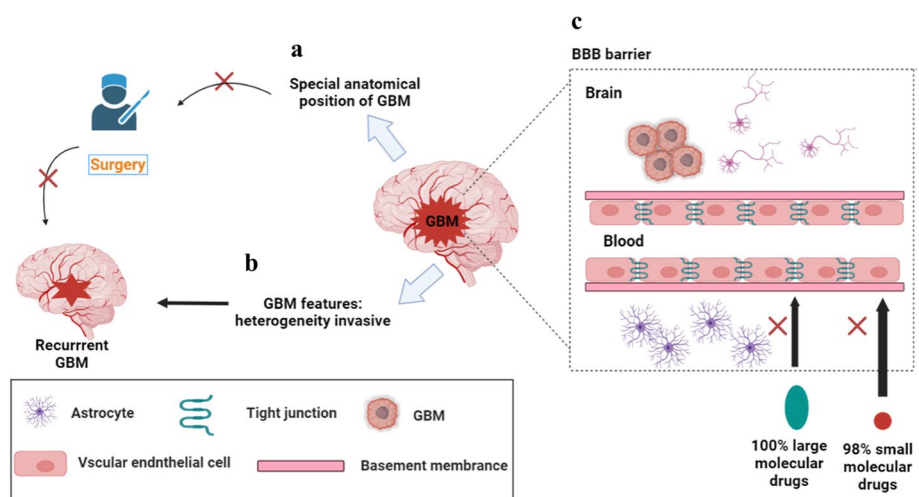 a
Special anatomical
position of GBM
Surgery
GBM
b
GBM features:
heterogeneity invasive
Recurrrent
GBM
c
BBB barrier
Brain
Blood
100% large
molecular
drugs
98% small
molecular
drugs
Astrocyte
Tight junction
GBM
Vscular endnthelial cell
Basement membrance